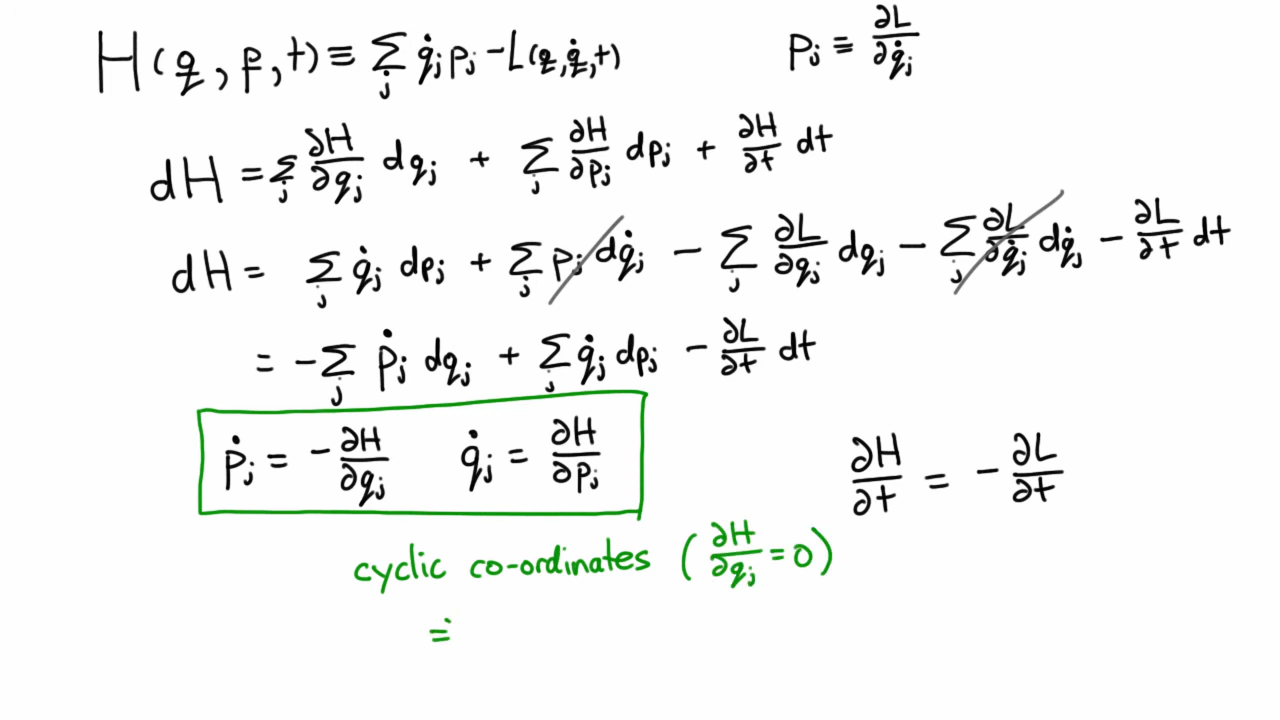 H(q, p, t) ≡ Σ_j q̇_j p_j − L(q, q̇, t)    p_j ≡ ∂L/∂q̇_j
dH = Σ_j ∂H/∂q_j dq_j + Σ_j ∂H/∂p_j dp_j + ∂H/∂t dt
dH = Σ_j q̇_j dp_j + Σ_j p_j dq̇_j − Σ_j ∂L/∂q_j dq_j − Σ_j ∂L/∂q̇_j dq̇_j − ∂L/∂t dt
= −Σ_j ṗ_j dq_j + Σ_j q̇_j dp_j − ∂L/∂t dt
ṗ_j = −∂H/∂q_j    q̇_j = ∂H/∂p_j    ∂H/∂t = −∂L/∂t
cyclic co-ordinates (∂H/∂q_j = 0)
=